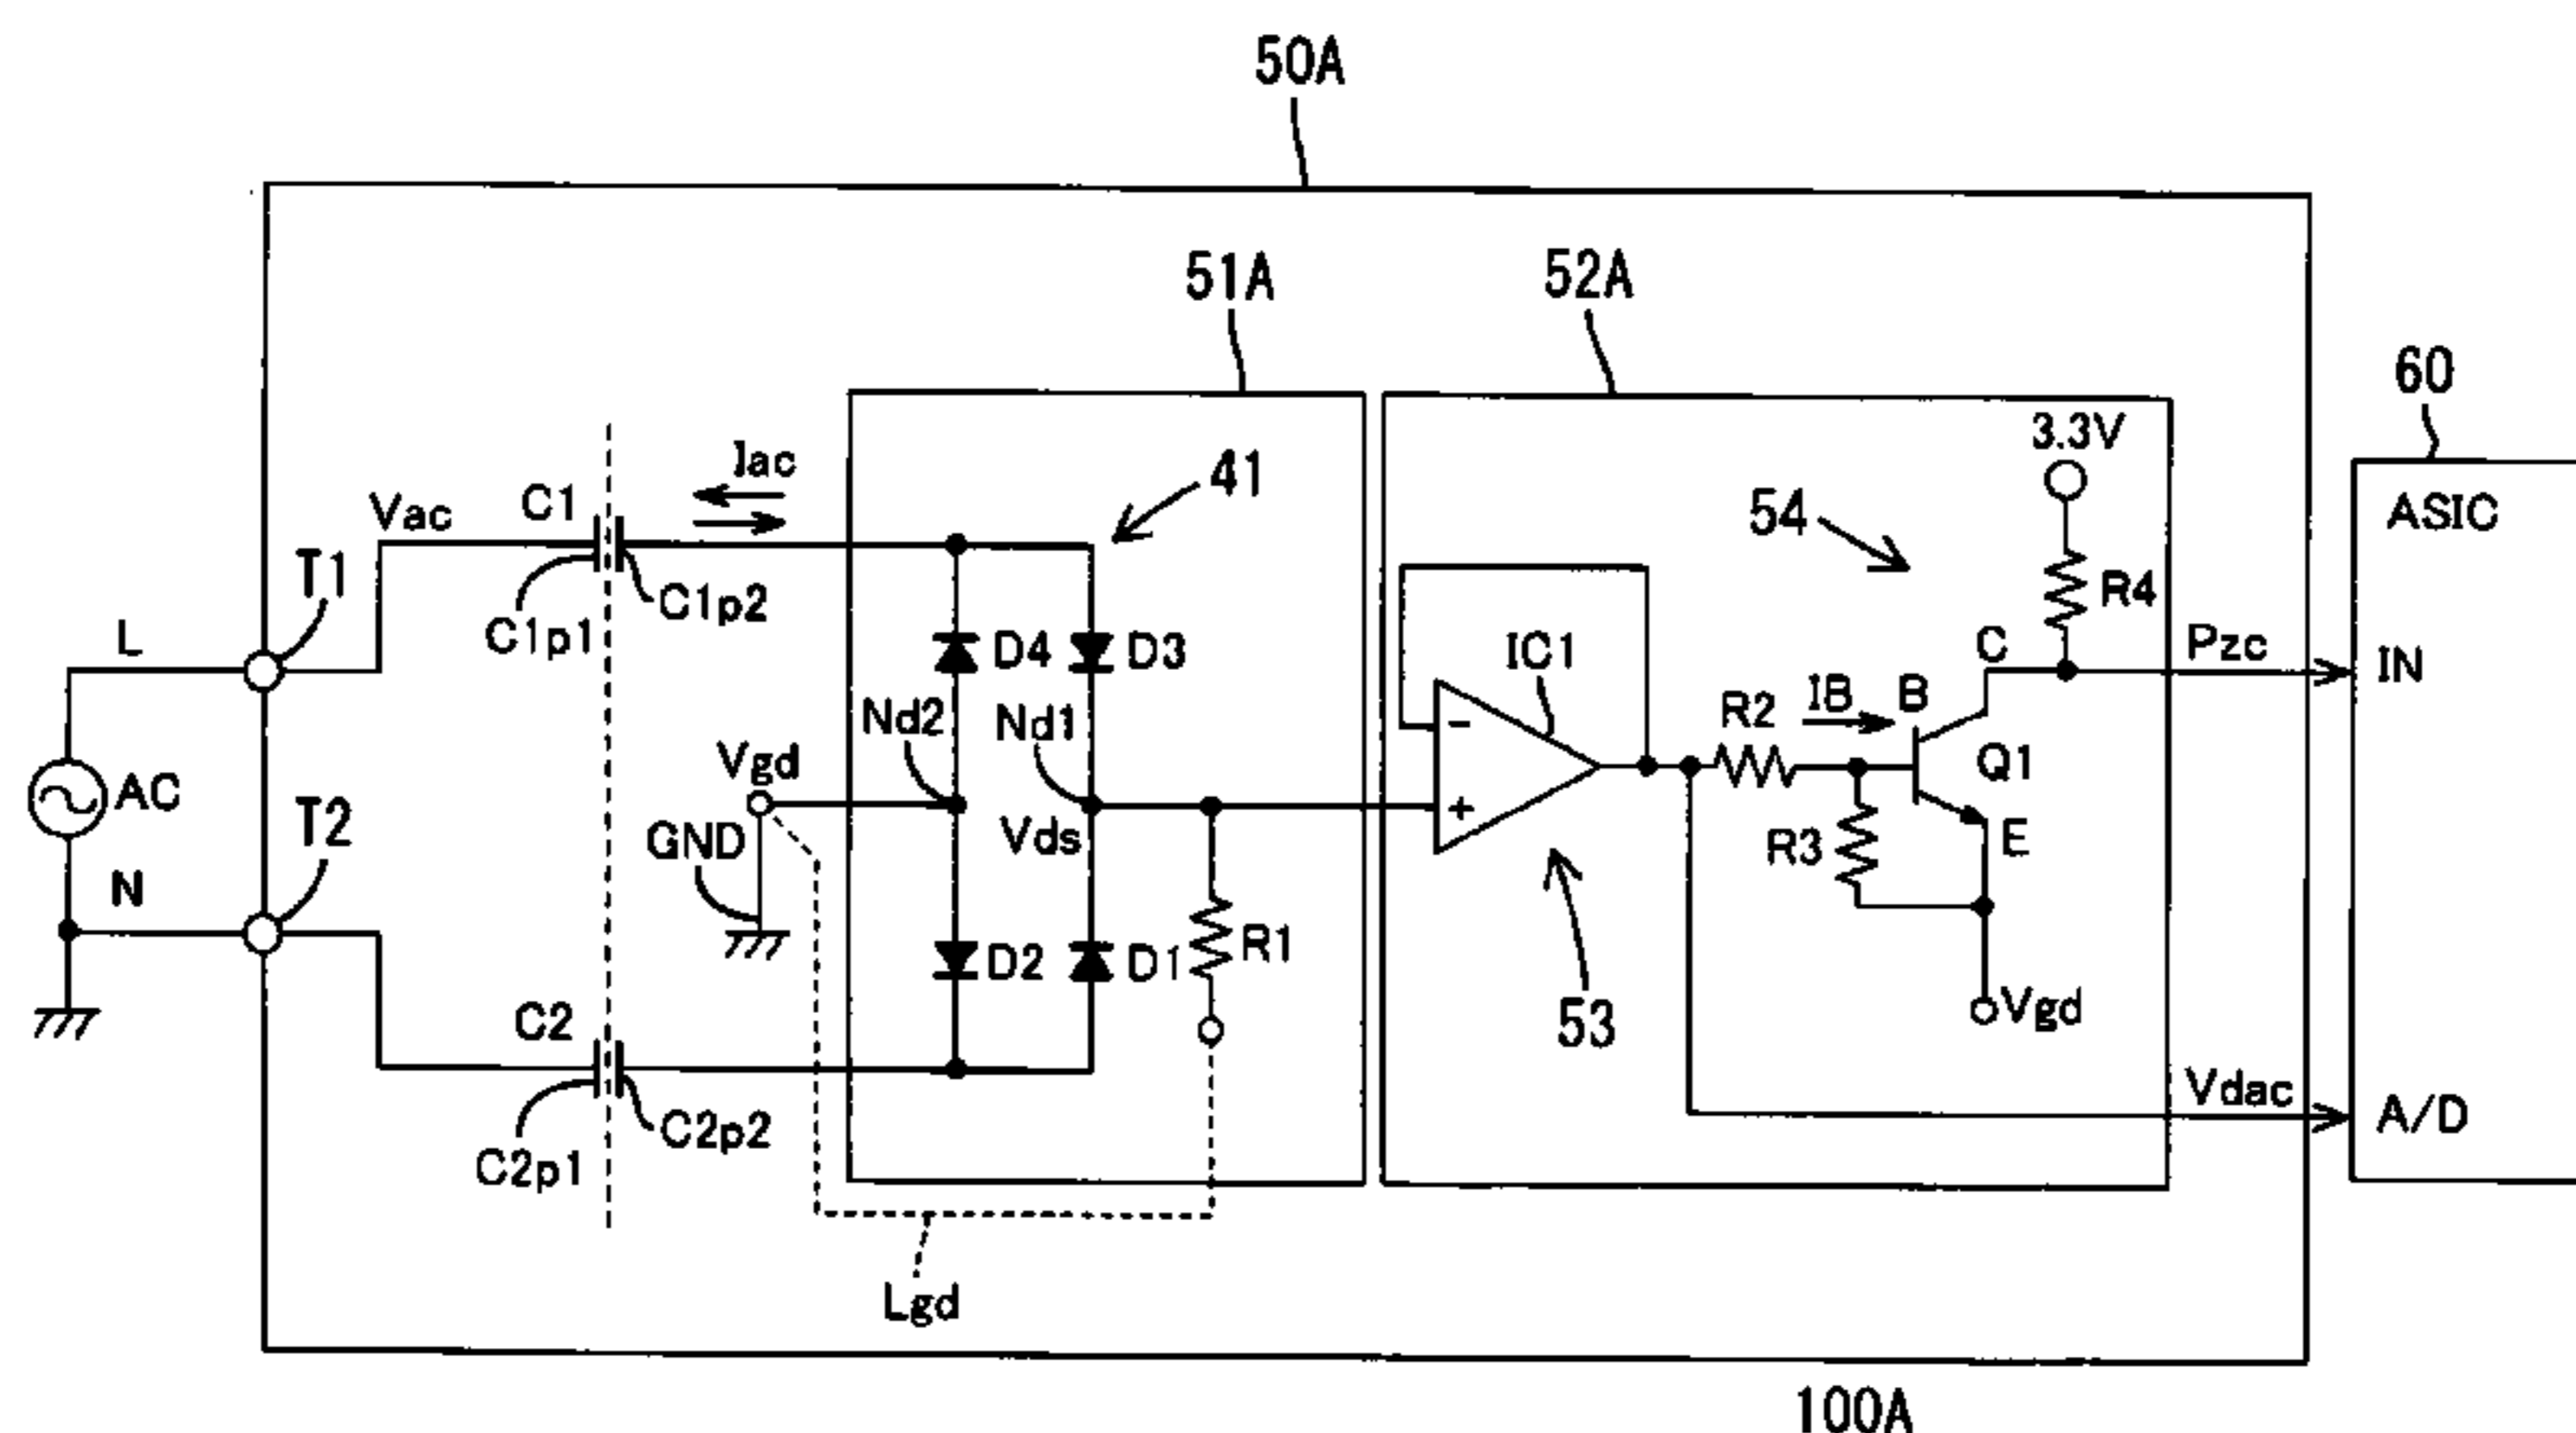 50A
51A
52A
60
3.3V
ASIC
Iac
41
54
Vac
C1
R4
T1
C1p1
C1p2
L
D4
D3
IC1
C
Pzc
IN
Nd2
Nd1
R2
IB
B
Vgd
AC
Q1
T2
GND
Vds
-
+
R3
E
N
D2
D1
R1
53
Vgd
C2
Vdac
A/D
C2p1
C2p2
Lgd
100A